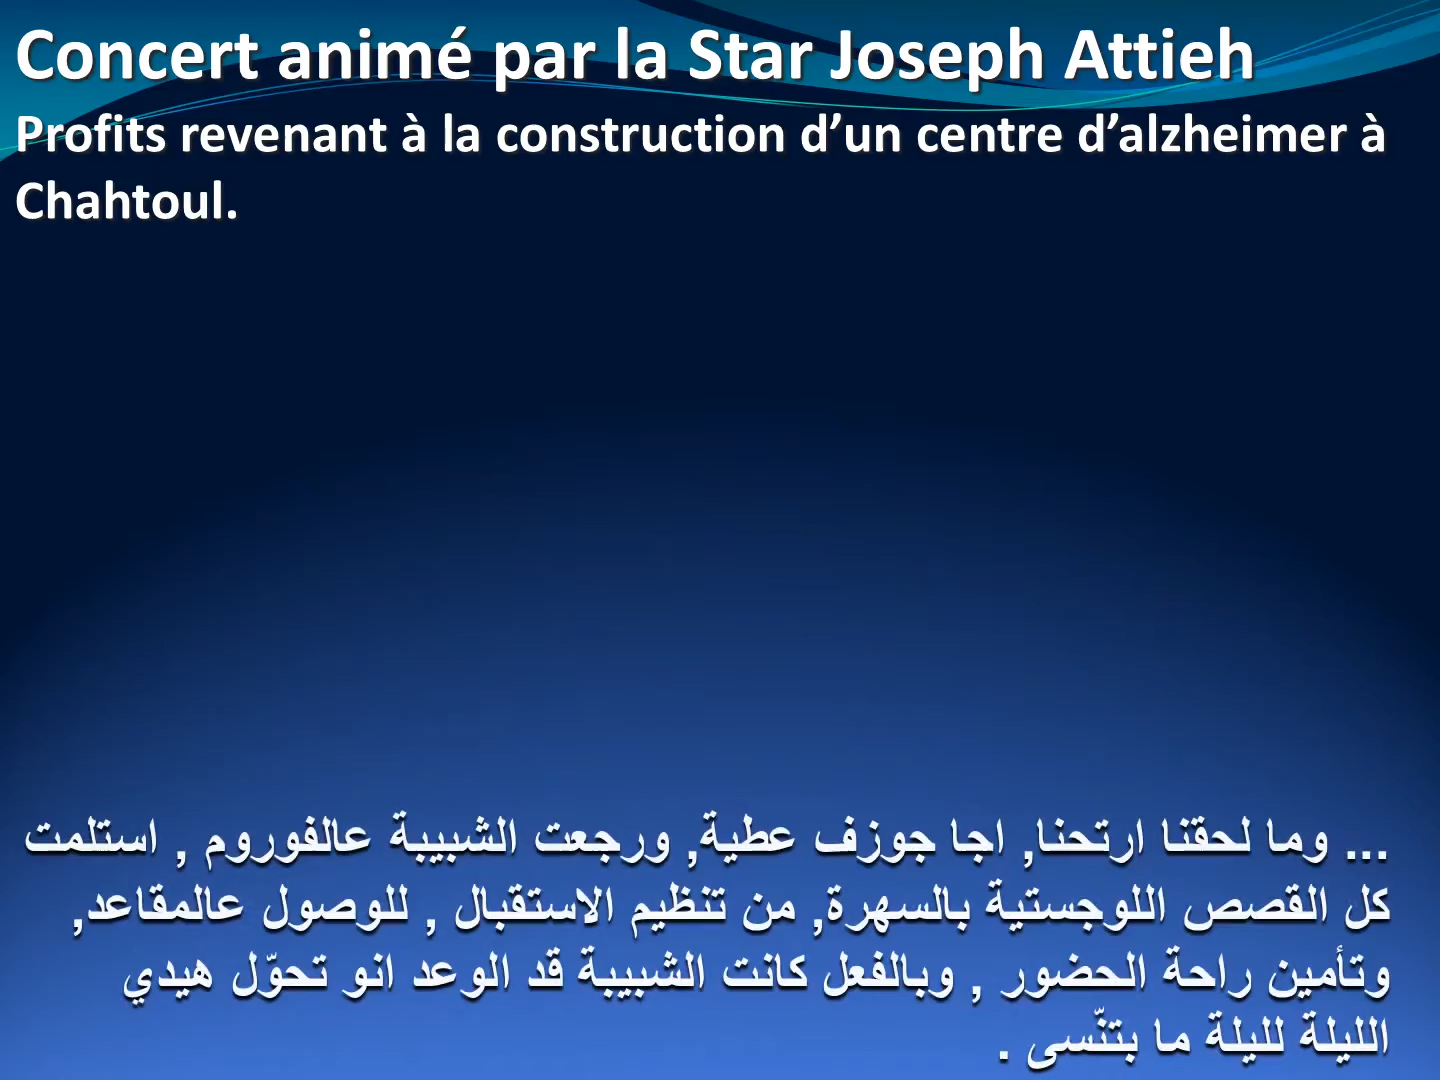 Concert animé par la Star Joseph Attieh
Profits revenant à la construction d’un centre d’alzheimer à
Chahtoul.
... وما لحقنا ارتحنا, اجا جوزف عطية, ورجعت الشبيبة عالفوروم , استلمت
كل القصص اللوجستية بالسهرة, من تنظيم الاستقبال , للوصول عالمقاعد,
وتأمين راحة الحضور , وبالفعل كانت الشبيبة قد الوعد انو تحوّل هيدي
الليلة لليلة ما بتنّسى .